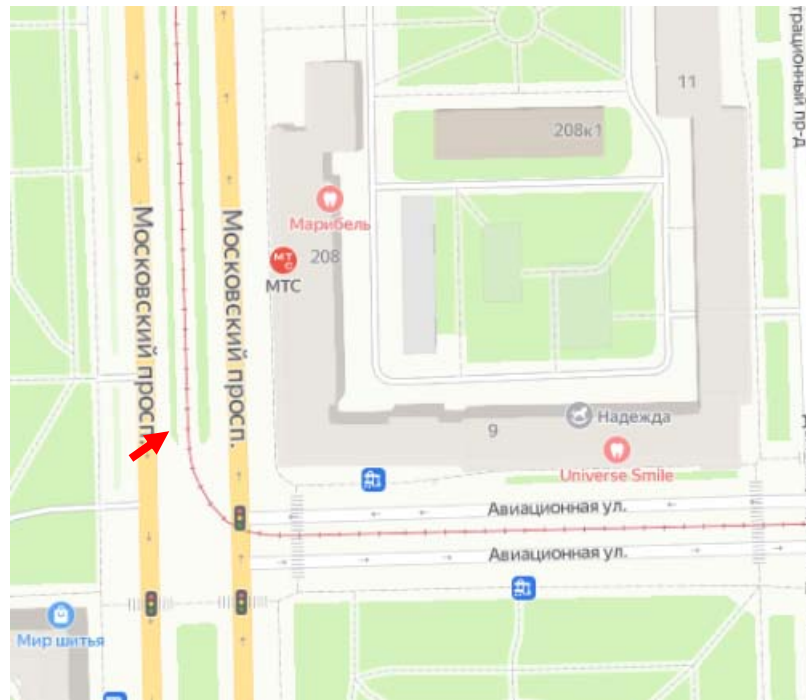 11
208к1
Марибель
208
МТС
МТС
Московский просп.
Московский просп.
Надежда
9
Universe Smile
Авиационная ул.
Авиационная ул.
Мир шитья